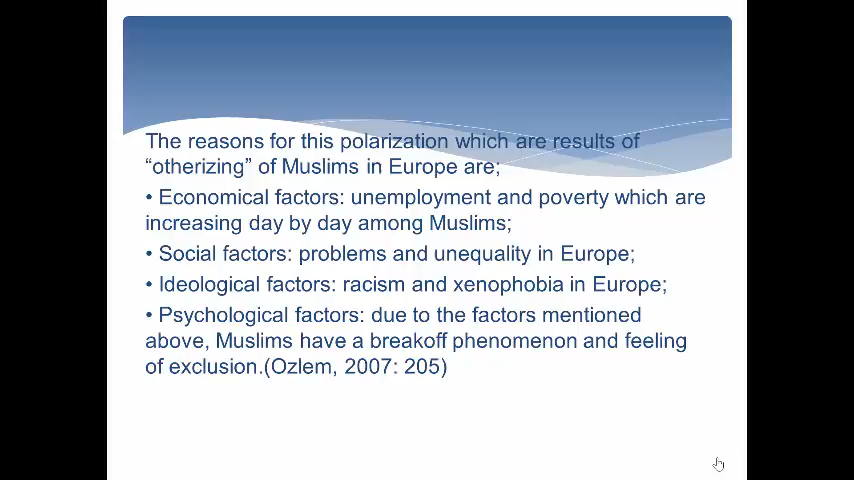 The reasons for this polarization which are results of
“otherizing” of Muslims in Europe are;
• Economical factors: unemployment and poverty which are
increasing day by day among Muslims;
• Social factors: problems and unequality in Europe;
• Ideological factors: racism and xenophobia in Europe;
• Psychological factors: due to the factors mentioned
above, Muslims have a breakoff phenomenon and feeling
of exclusion.(Ozlem, 2007: 205)